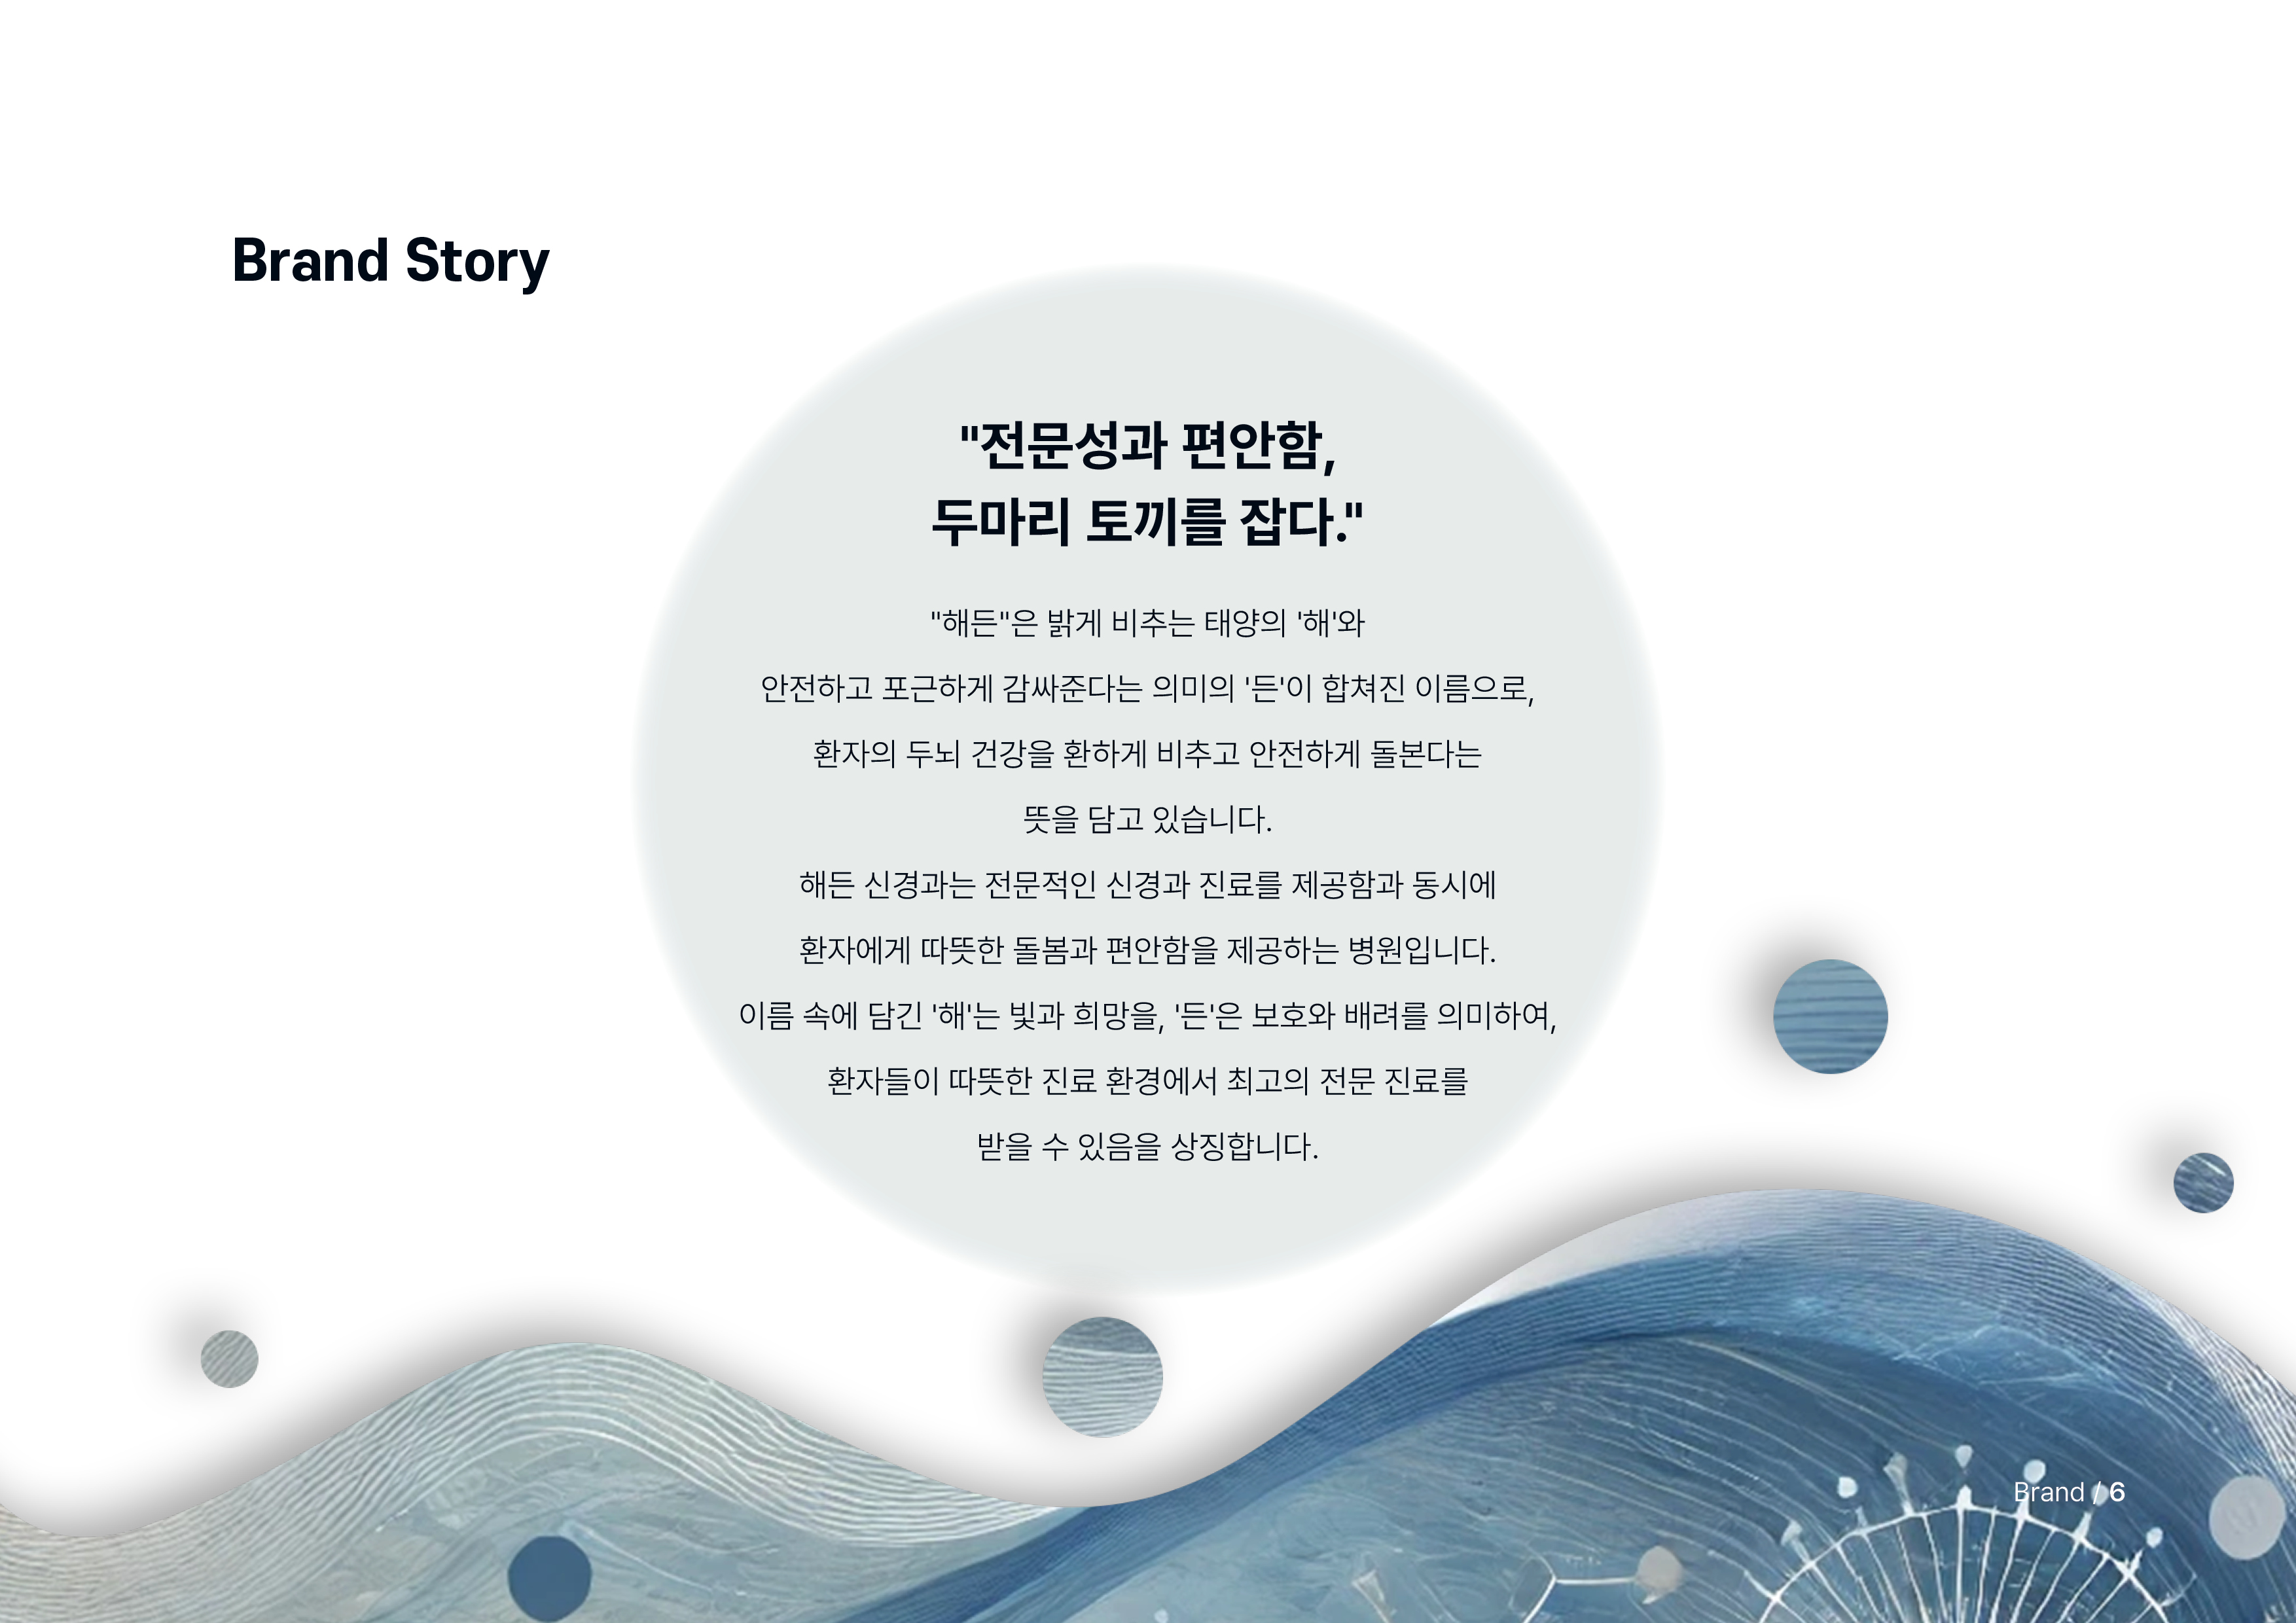 Brand Story
"전문성과 편안함,
두마리 토끼를 잡다."
"해든"은 밝게 비추는 태양의 '해'와
안전하고 포근하게 감싸준다는 의미의 '든'이 합쳐진 이름으로,
환자의 두뇌 건강을 환하게 비추고 안전하게 돌본다는
뜻을 담고 있습니다.
해든 신경과는 전문적인 신경과 진료를 제공함과 동시에
환자에게 따뜻한 돌봄과 편안함을 제공하는 병원입니다.
이름 속에 담긴 '해'는 빛과 희망을, '든'은 보호와 배려를 의미하여,
환자들이 따뜻한 진료 환경에서 최고의 전문 진료를
받을 수 있음을 상징합니다.
Brand / 6